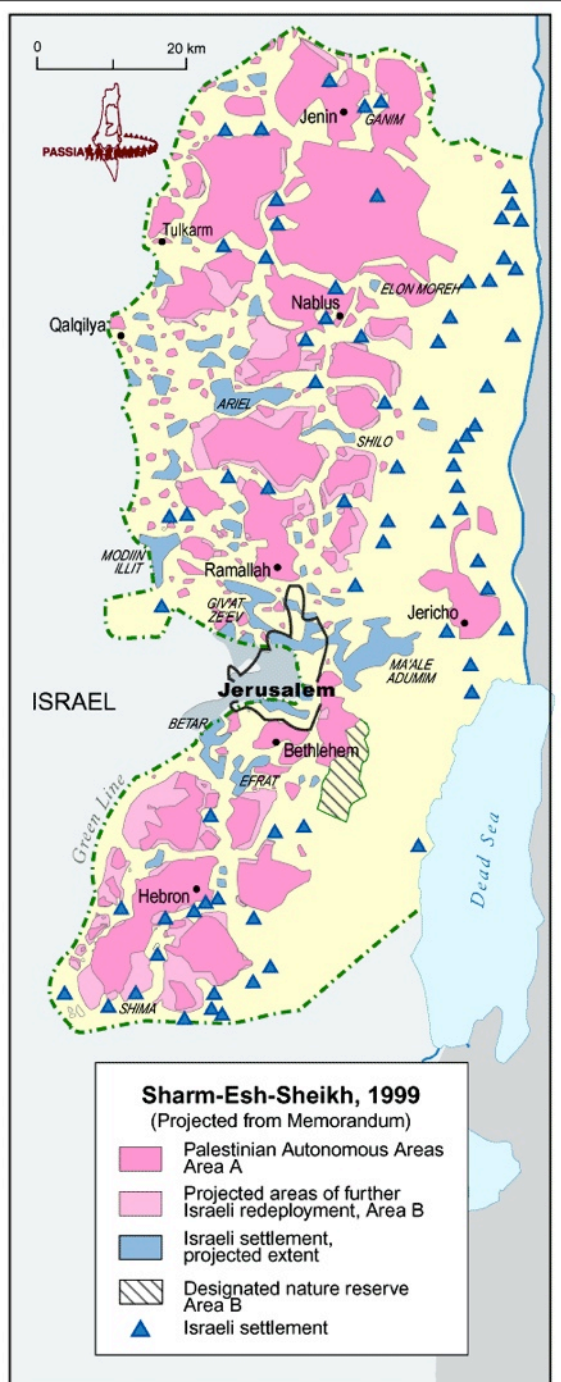 0
20 km
PASSIA
Jenin
GANIM
Tulkarm
ELON MOREH
Nablus
Qalqilya
ARIEL
SHILO
MODIIN
ILLIT
Ramallah
GIV'AT
ZE'EV
Jericho
MA'ALE
ADUMIM
ISRAEL
Jerusalem
BETAR
Bethlehem
EFRAT
Green Line
Dead Sea
Hebron
SHIMA
80
Sharm-Esh-Sheikh, 1999
(Projected from Memorandum)
Palestinian Autonomous Areas
Area A
Projected areas of further
Israeli redeployment, Area B
Israeli settlement,
projected extent
Designated nature reserve
Area B
Israeli settlement